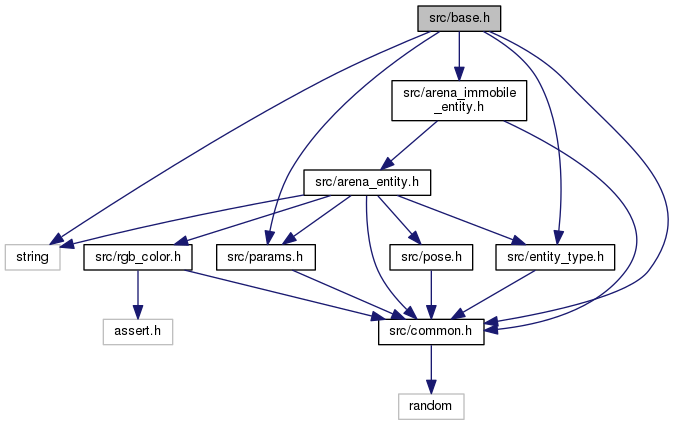 src/base.h
src/arena_immobile
_entity.h
src/arena_entity.h
string
src/rgb_color.h
src/params.h
src/pose.h
src/entity_type.h
assert.h
src/common.h
random